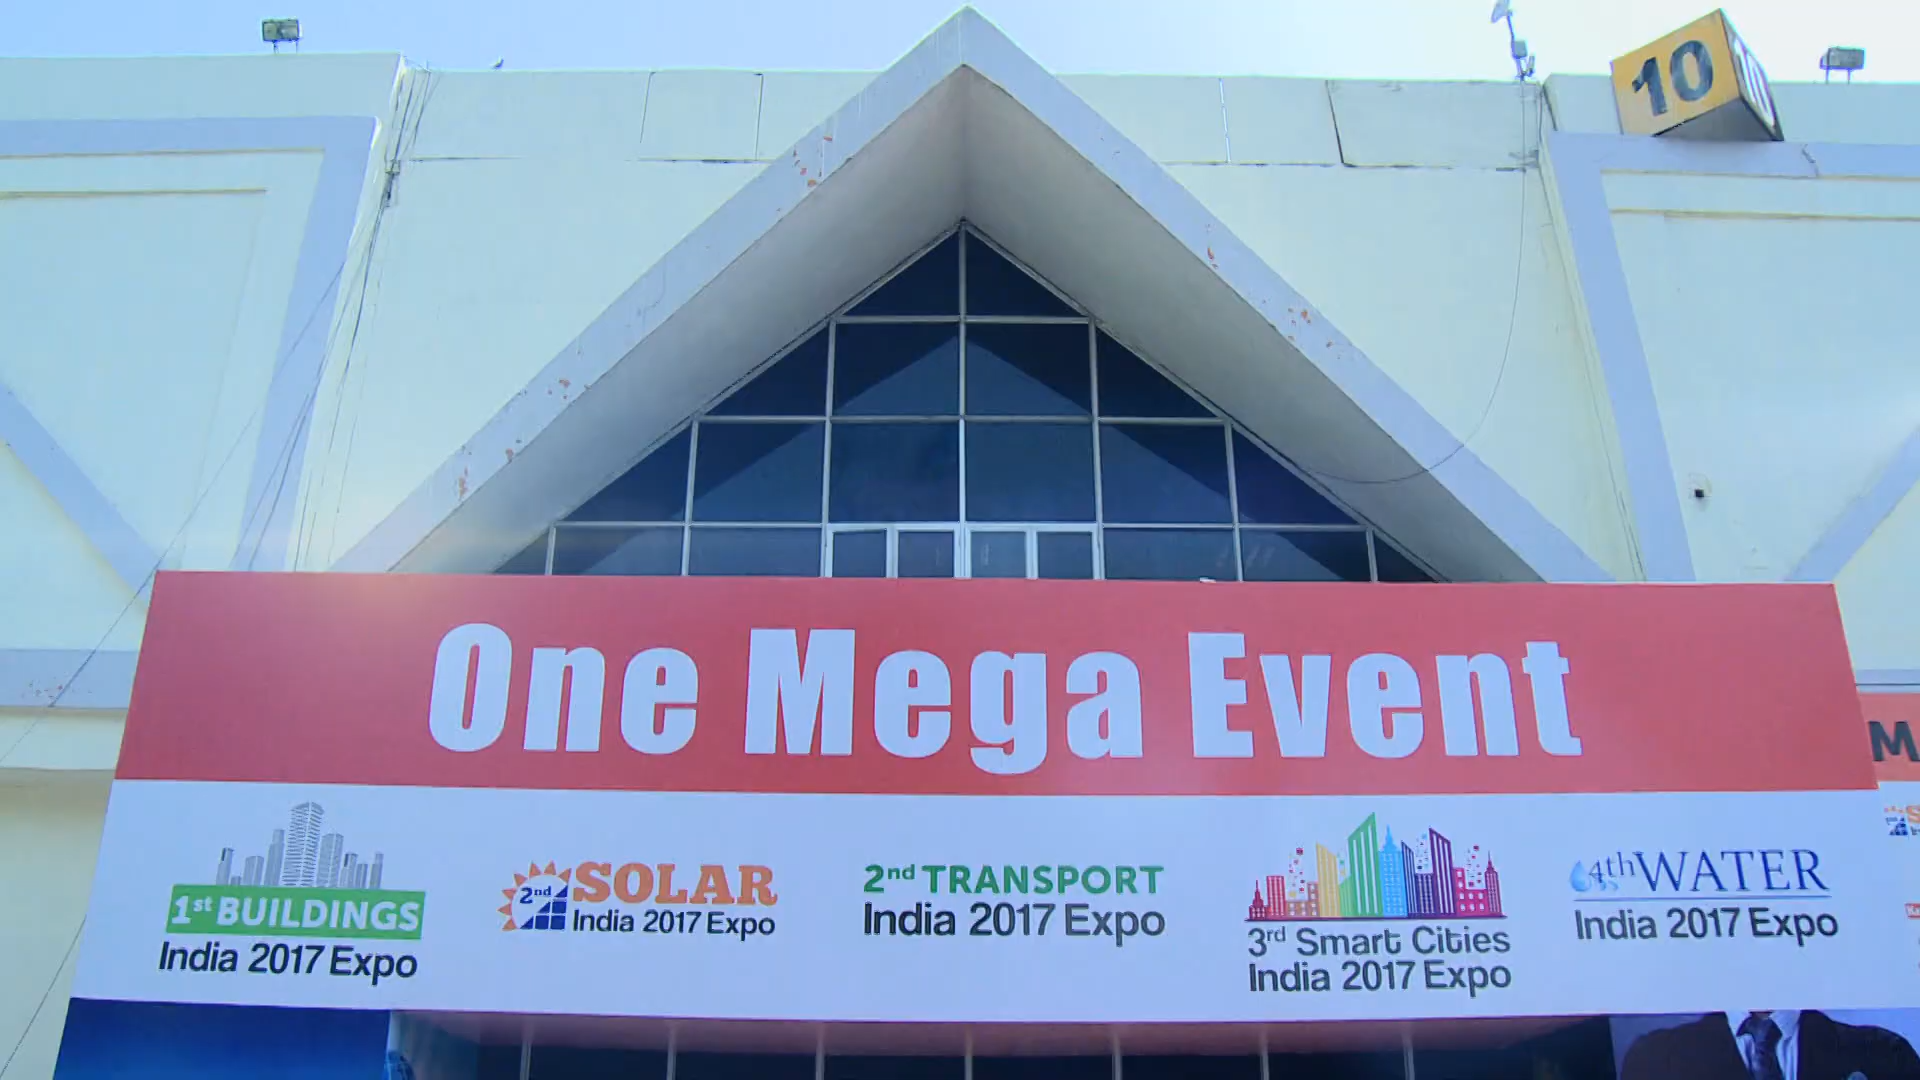 10
One Mega Event
1st BUILDINGS
India 2017 Expo
2nd SOLAR
India 2017 Expo
2nd TRANSPORT
India 2017 Expo
3rd Smart Cities
India 2017 Expo
4th WATER
India 2017 Expo